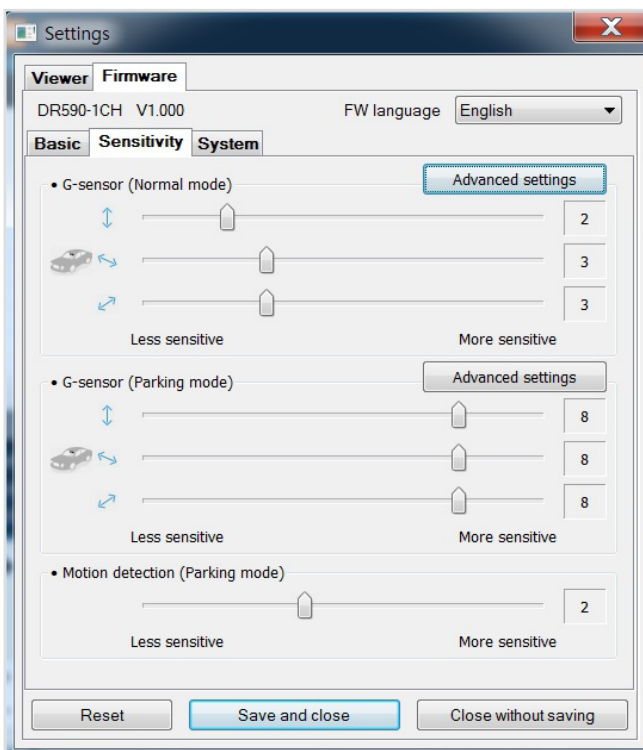 Settings
Viewer Firmware
DR590-1CH V1.000 FW language English
Basic Sensitivity System
• G-sensor (Normal mode) Advanced settings
2
3
3
Less sensitive More sensitive
• G-sensor (Parking mode) Advanced settings
8
8
8
Less sensitive More sensitive
• Motion detection (Parking mode)
2
Less sensitive More sensitive
Reset Save and close Close without saving